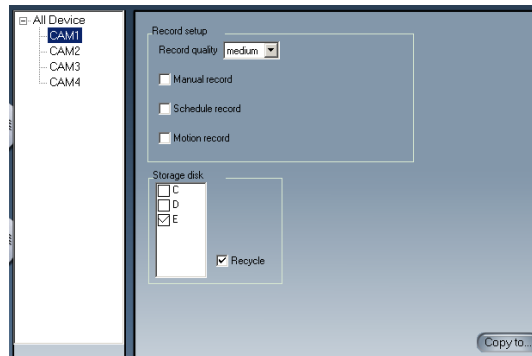 All Device
CAM1
CAM2
CAM3
CAM4
Record setup
Record quality medium
Manual record
Schedule record
Motion record
Storage disk
C
D
E
Recycle
Copy to...